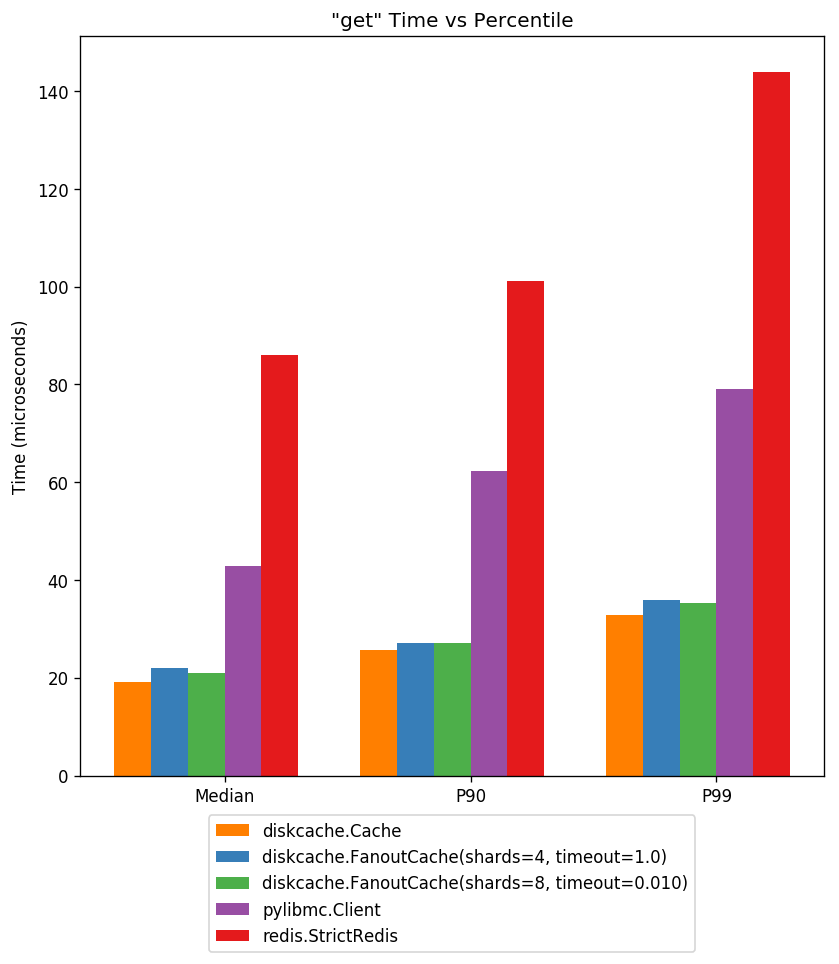 "get" Time vs Percentile
Time (microseconds)
140
120
100
80
60
40
20
0
Median P90 P99
diskcache.Cache
diskcache.FanoutCache(shards=4, timeout=1.0)
diskcache.FanoutCache(shards=8, timeout=0.010)
pylibmc.Client
redis.StrictRedis